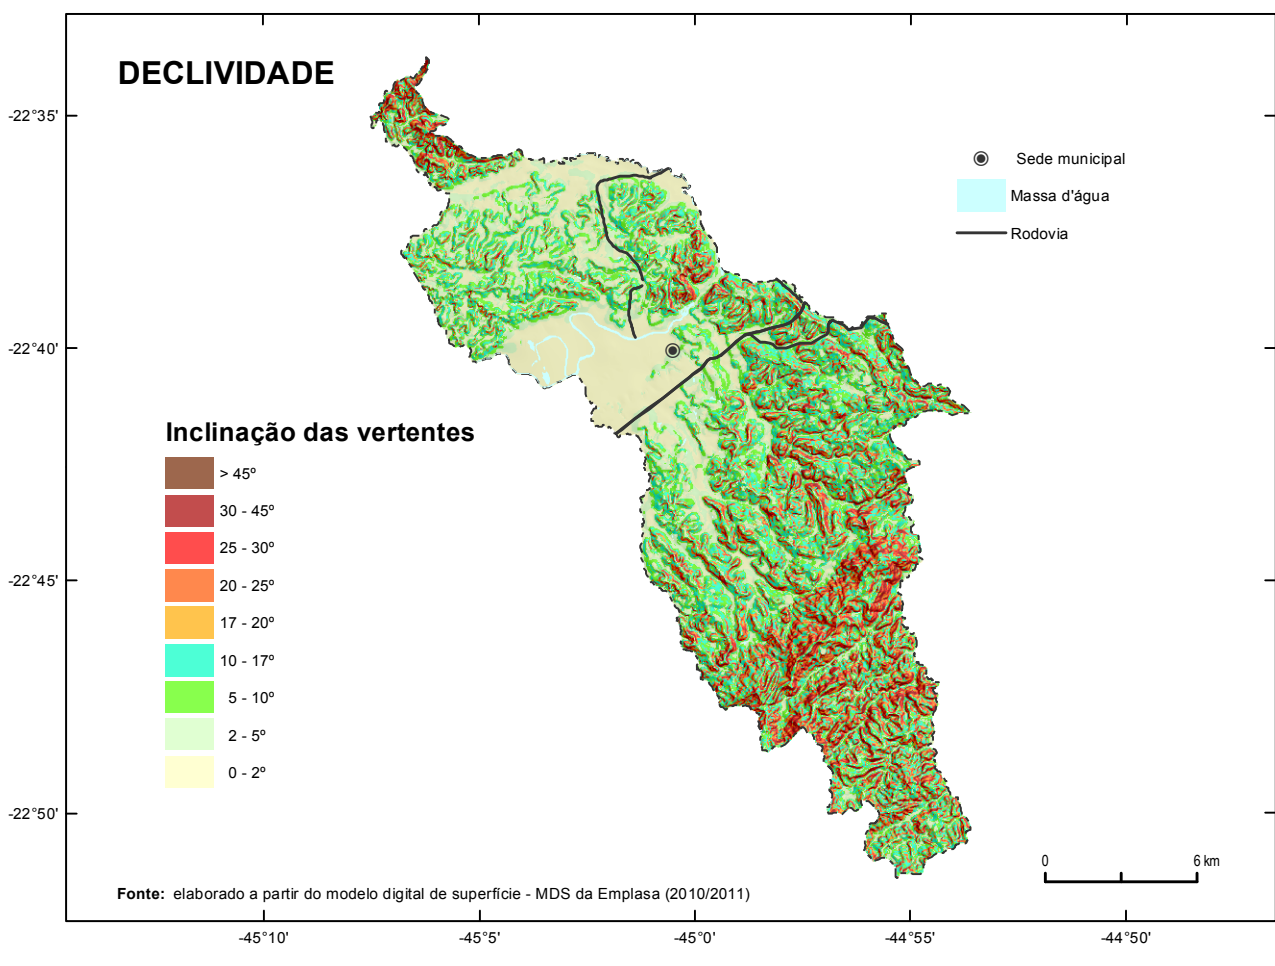 DECLIVIDADE
-22°35'
-22°40'
-22°45'
-22°50'
Sede municipal
Massa d'água
Rodovia
Inclinação das vertentes
> 45º
30 - 45º
25 - 30º
20 - 25º
17 - 20º
10 - 17º
5 - 10º
2 - 5º
0 - 2º
0 6 km
Fonte: elaborado a partir do modelo digital de superfície - MDS da Emplasa (2010/2011)
-45°10' -45°5' -45°0' -44°55' -44°50'